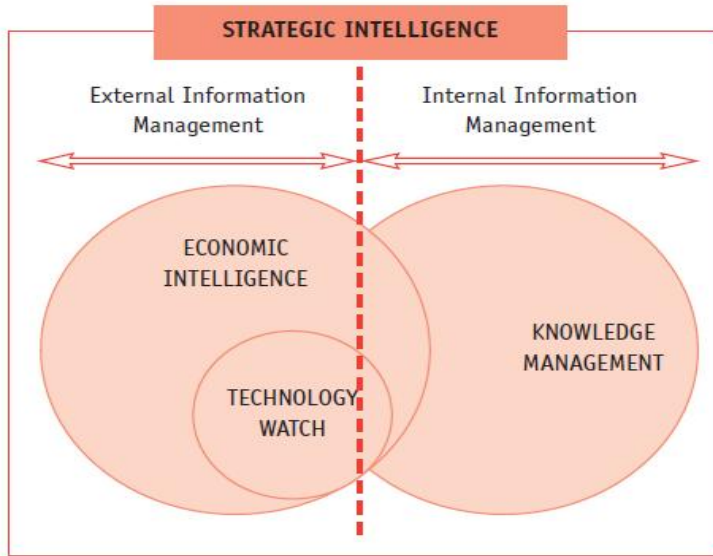 STRATEGIC INTELLIGENCE
External Information
Management
Internal Information
Management
ECONOMIC
INTELLIGENCE
KNOWLEDGE
MANAGEMENT
TECHNOLOGY
WATCH